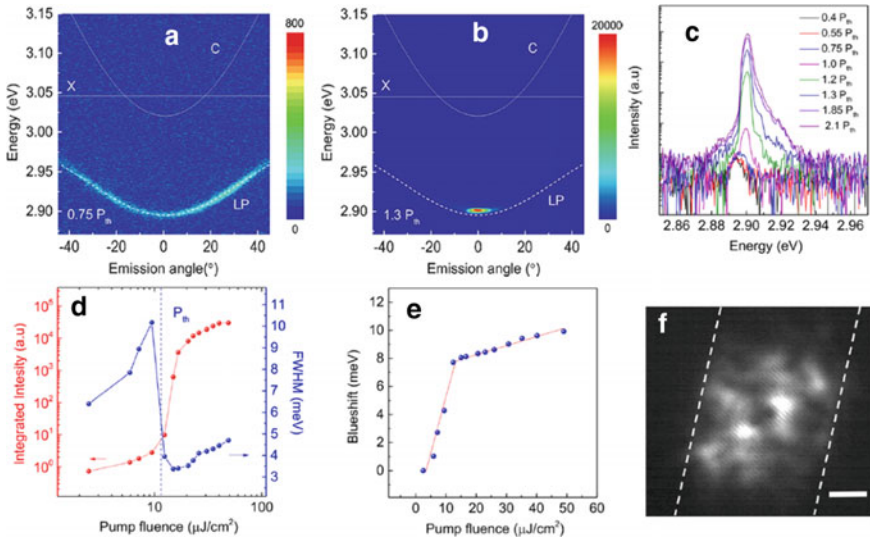 a
3.15
3.10
3.05
3.00
2.95
2.90
Energy (eV)
X
C
LP
0.75 Pth
-40 -20 0 20 40
Emission angle(°)
800
0
b
3.15
3.10
3.05
3.00
2.95
2.90
Energy (eV)
X
C
LP
1.3 Pth
-40 -20 0 20 40
Emission angle(°)
20000
0
c
Intensity (a.u)
0.4 Pth
0.55 Pth
0.75 Pth
1.0 Pth
1.2 Pth
1.3 Pth
1.85 Pth
2.1 Pth
2.86 2.88 2.90 2.92 2.94 2.96
Energy (eV)
d
Integrated Intesity (a.u)
10^5
10^4
10^3
10^2
10^1
10^0
Pth
11
10
9
8
7
6
5
4
3
FWHM (meV)
10 100
Pump fluence (μJ/cm²)
e
Blueshift (meV)
12
10
8
6
4
2
0
0 10 20 30 40 50 60
Pump fluence (μJ/cm²)
f